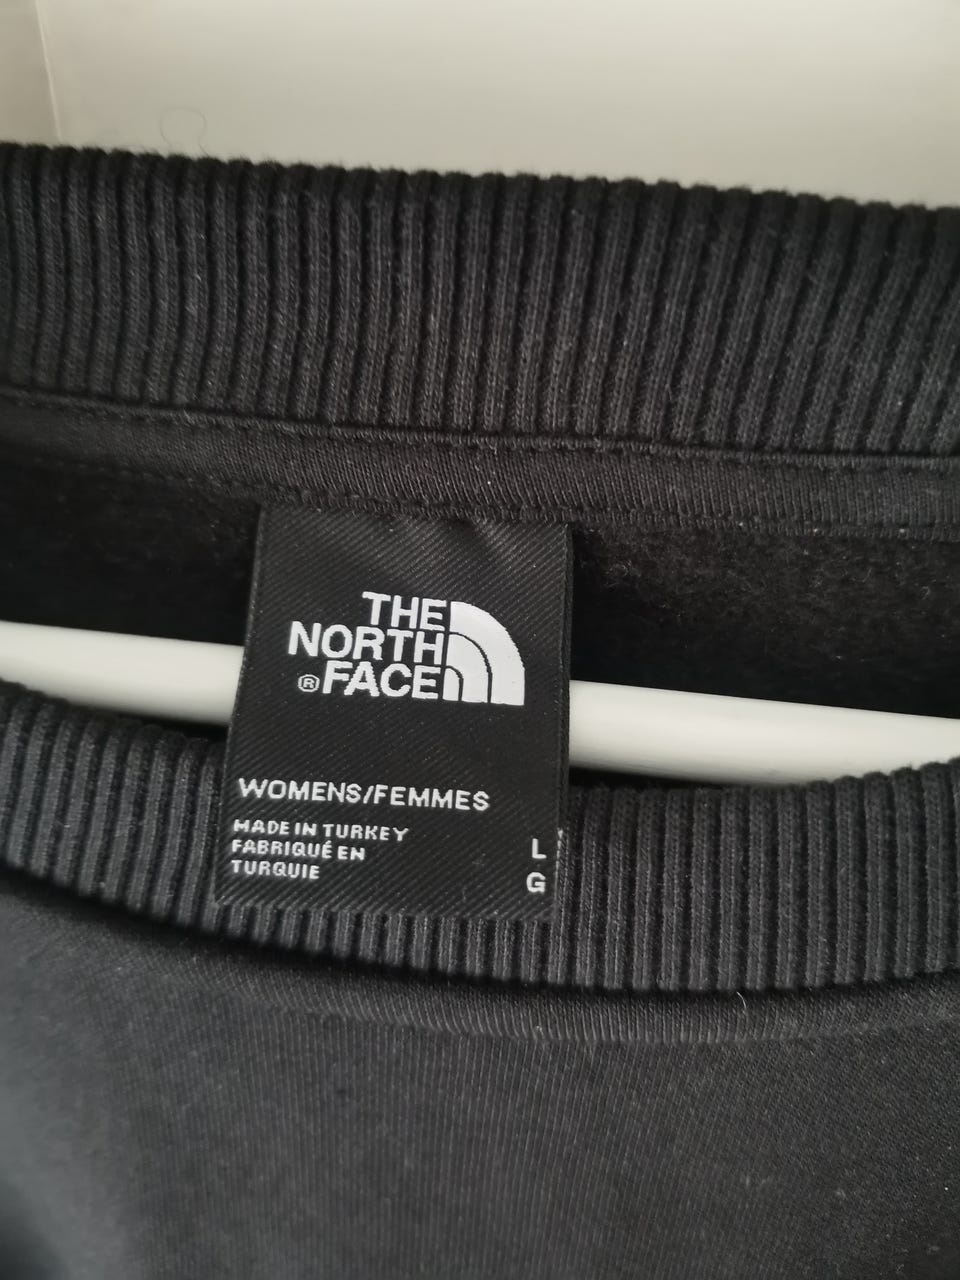 THE
NORTH
®FACE
WOMENS/FEMMES
MADE IN TURKEY
FABRIQUÉ EN
TURQUIE
L
G